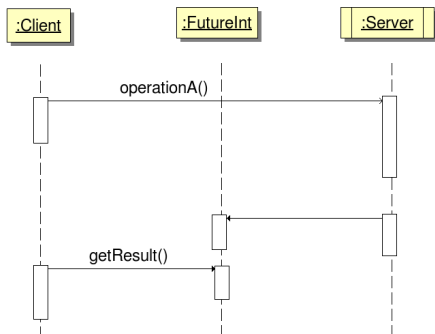 :Client
:FutureInt
:Server
operationA()
getResult()